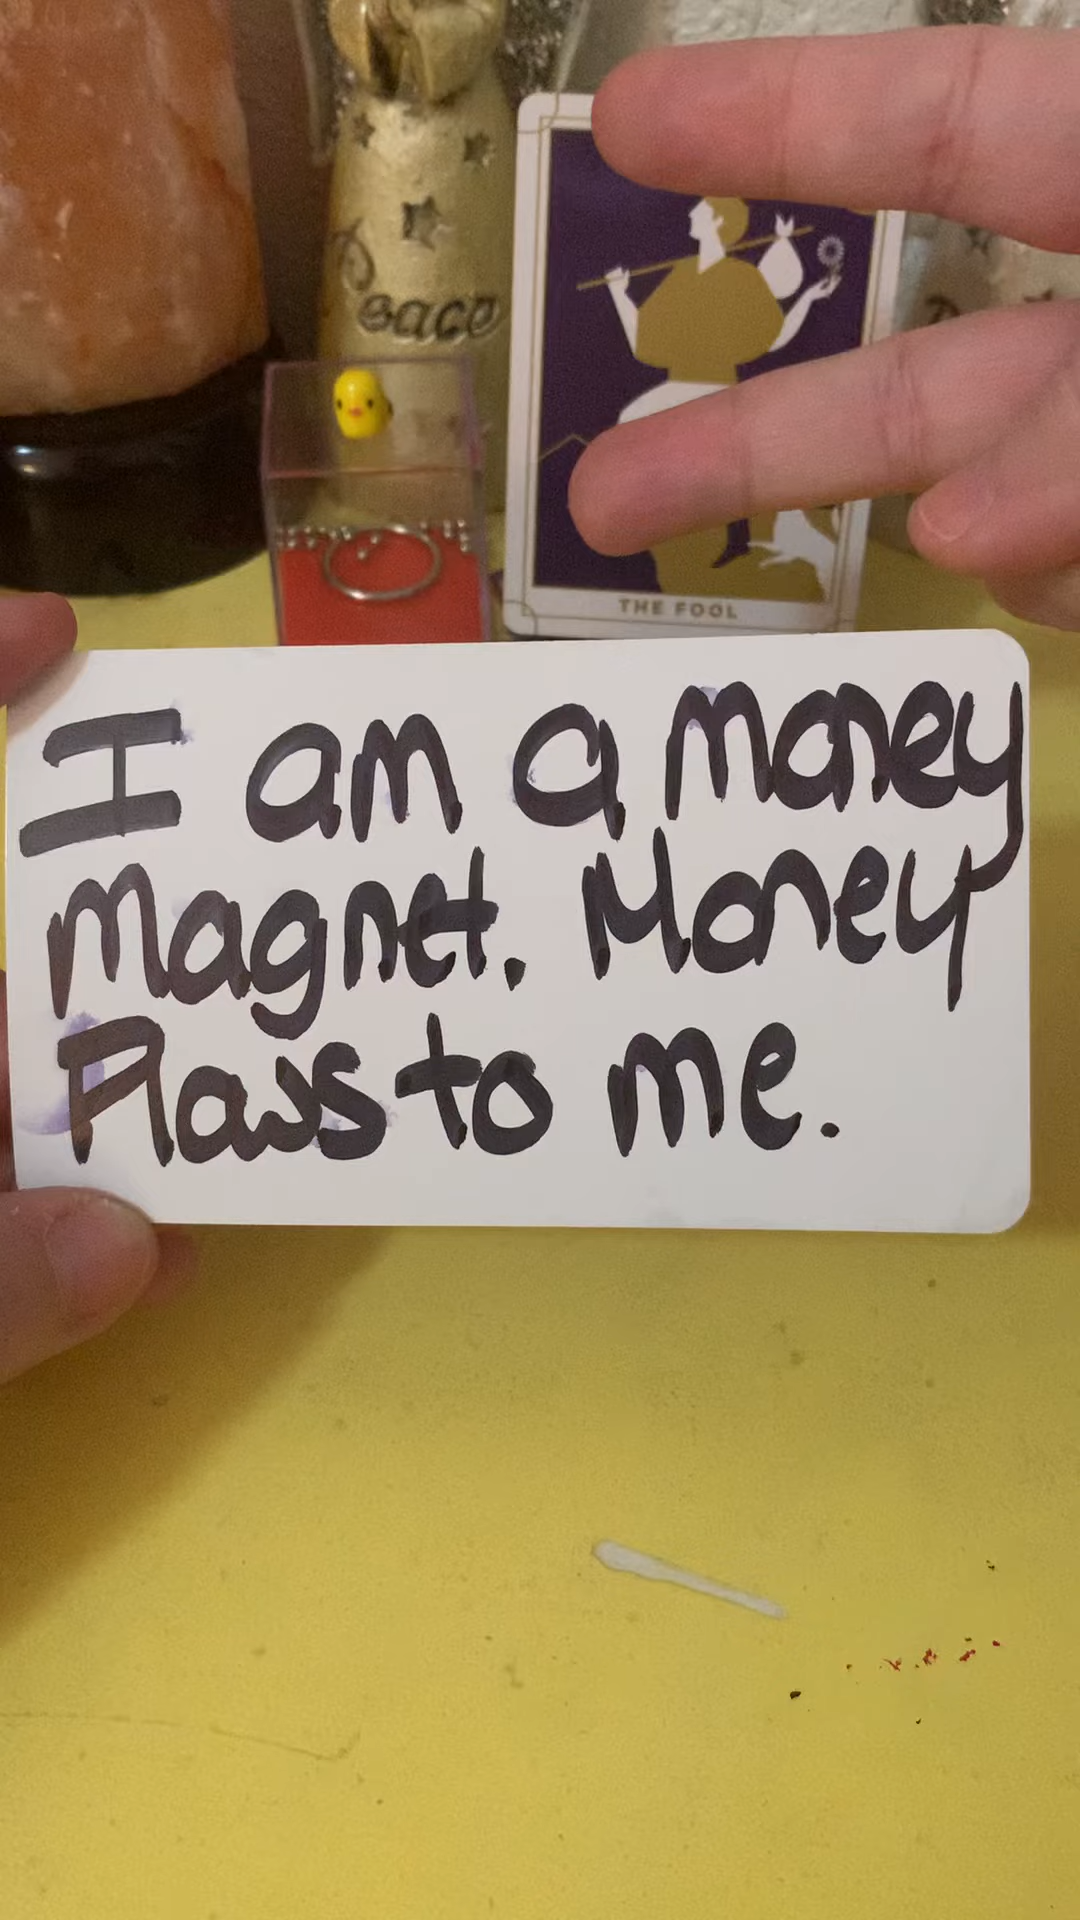 Peace
THE FOOL
I am a money
Magnet. Money
Flows to me.